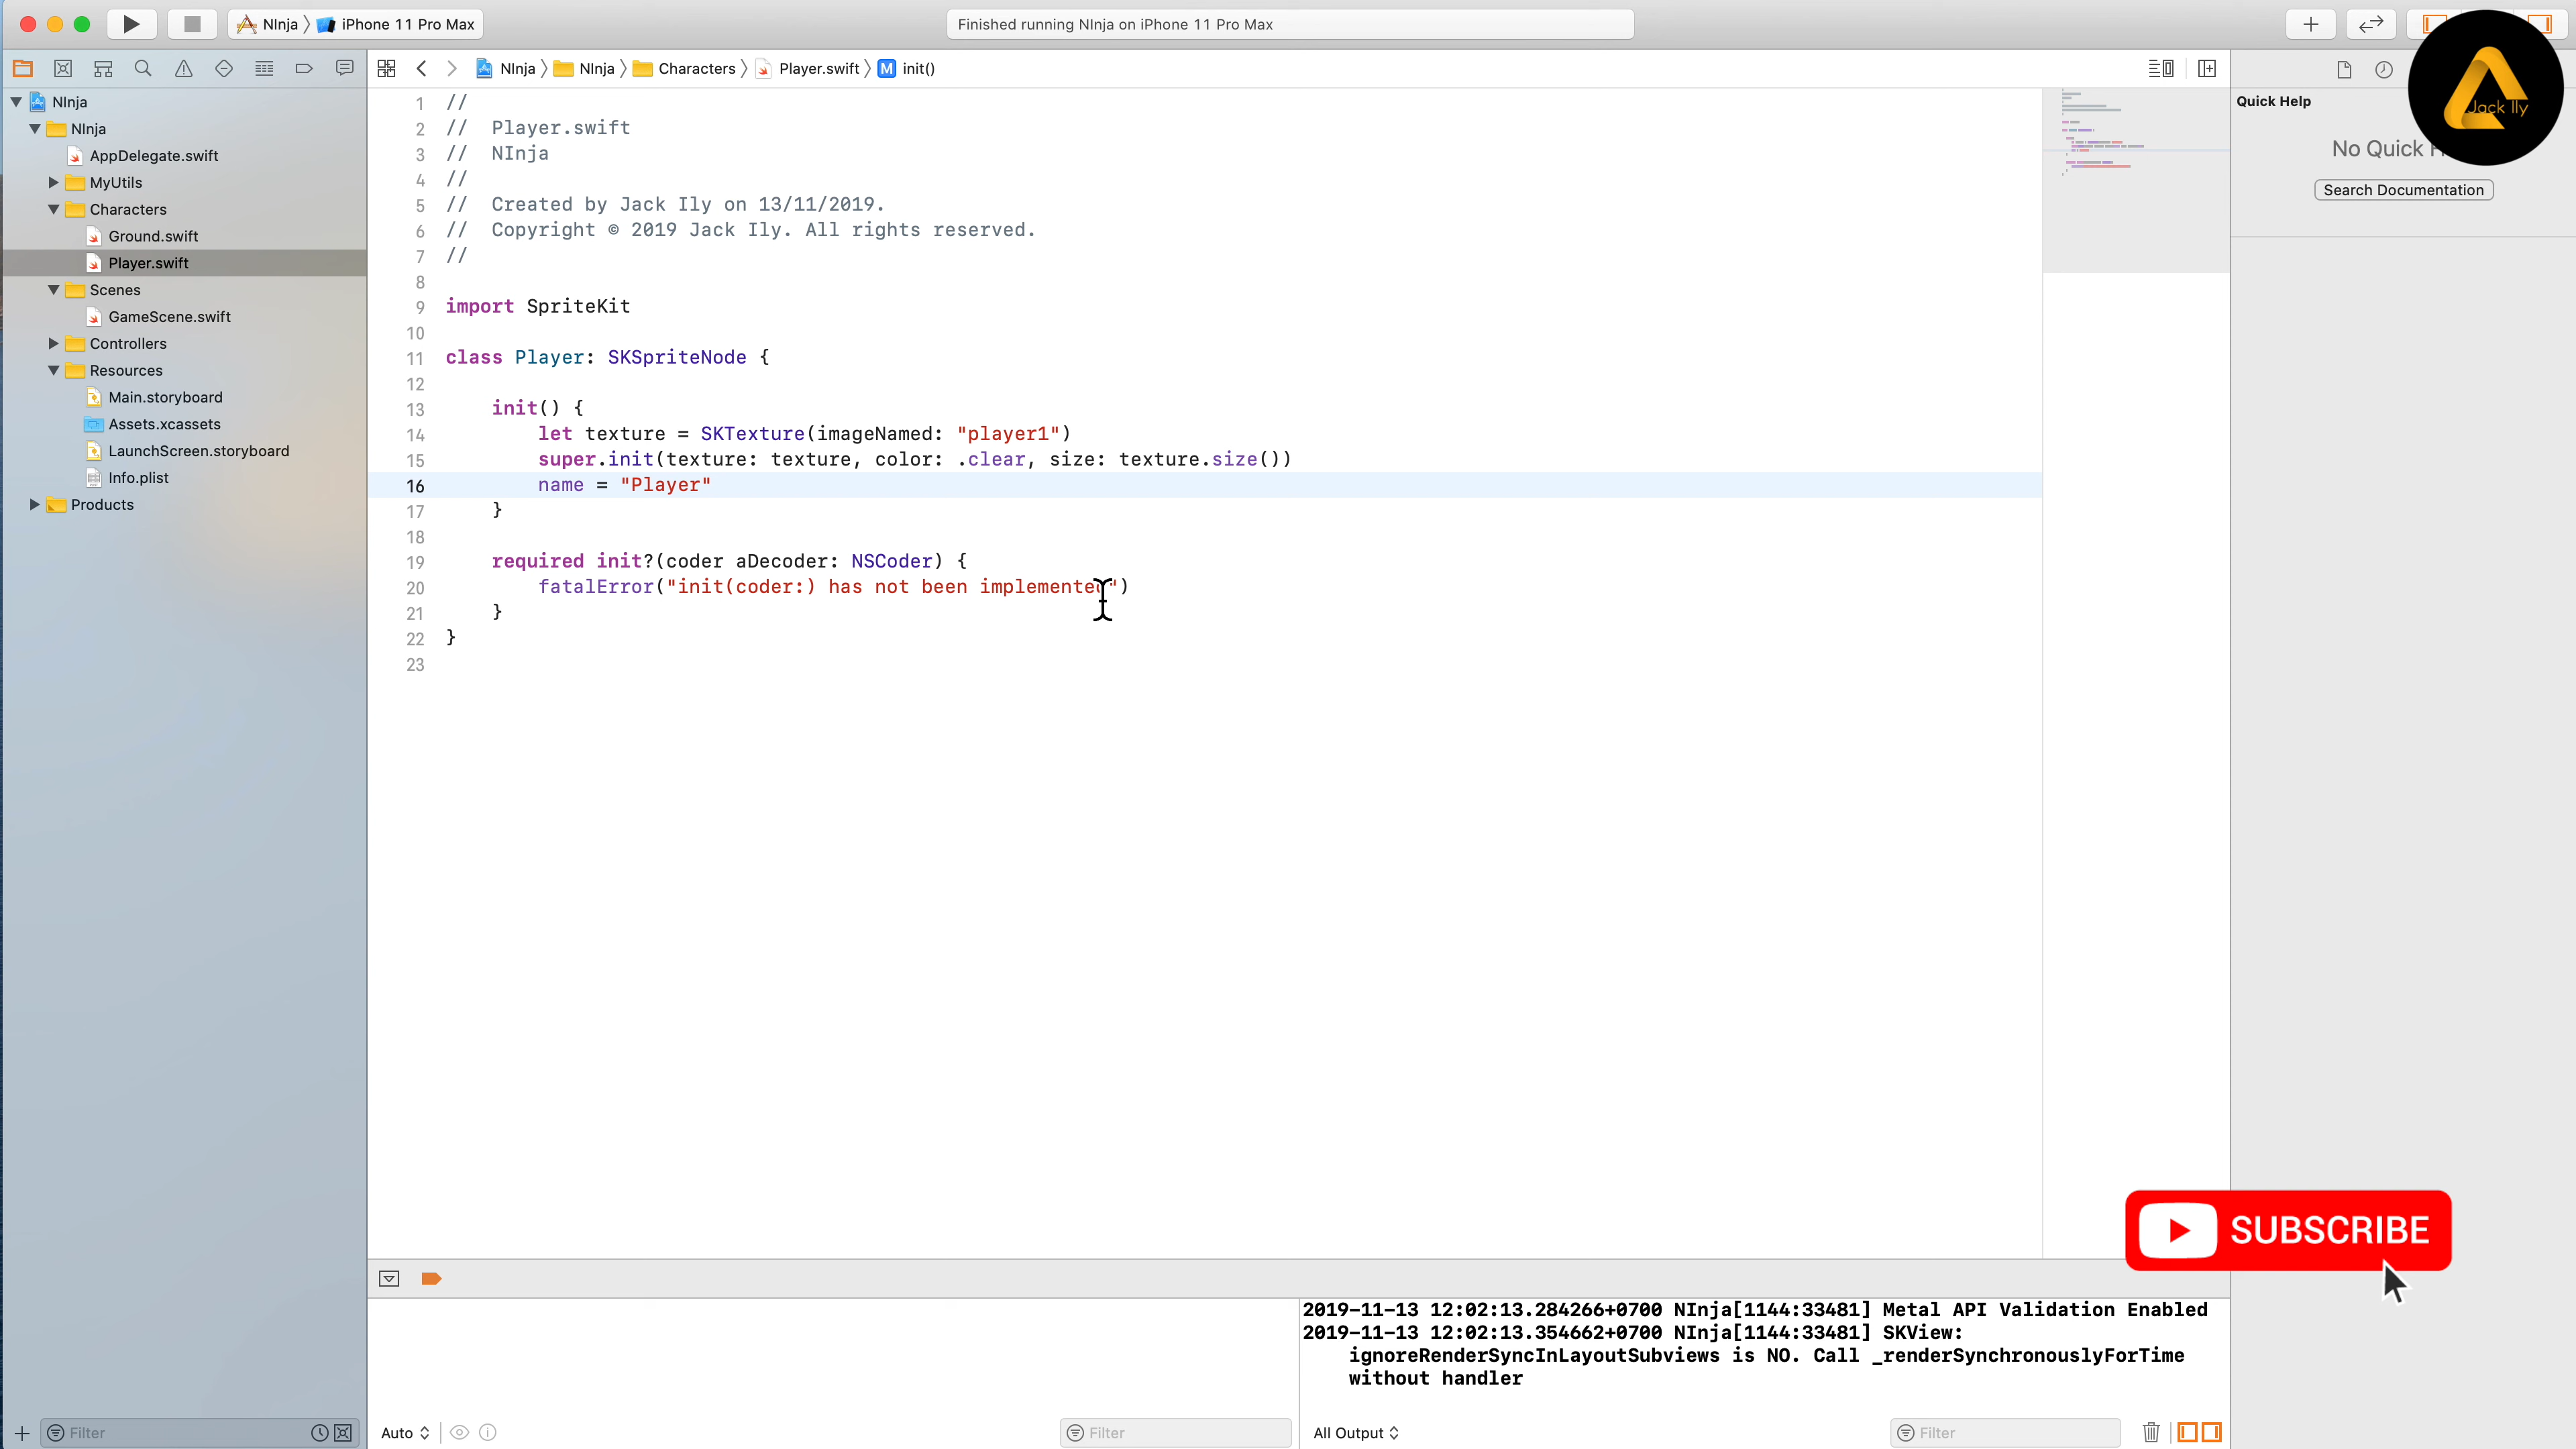 NInja
iPhone 11 Pro Max
Finished running NInja on iPhone 11 Pro Max
NInja
NInja
Characters
Player.swift
M init()
Quick Help
Search Documentation
Jack Ily
NInja
NInja
AppDelegate.swift
MyUtils
Characters
Ground.swift
Player.swift
Scenes
GameScene.swift
Controllers
Resources
Main.storyboard
Assets.xcassets
LaunchScreen.storyboard
Info.plist
Products
1 //
2 // Player.swift
3 // NInja
4 //
5 // Created by Jack Ily on 13/11/2019.
6 // Copyright © 2019 Jack Ily. All rights reserved.
7 //
8
9 import SpriteKit
10
11 class Player: SKSpriteNode {
12
13 init() {
14 let texture = SKTexture(imageNamed: "player1")
15 super.init(texture: texture, color: .clear, size: texture.size())
16 name = "Player"
17 }
18
19 required init?(coder aDecoder: NSCoder) {
20 fatalError("init(coder:) has not been implemented")
21 }
22 }
23
No Quick
SUBSCRIBE
2019-11-13 12:02:13.284266+0700 NInja[1144:33481] Metal API Validation Enabled
2019-11-13 12:02:13.354662+0700 NInja[1144:33481] SKView:
ignoreRenderSyncInLayoutSubviews is NO. Call _renderSynchronouslyForTime
without handler
Filter
Auto
Filter
All Output
Filter